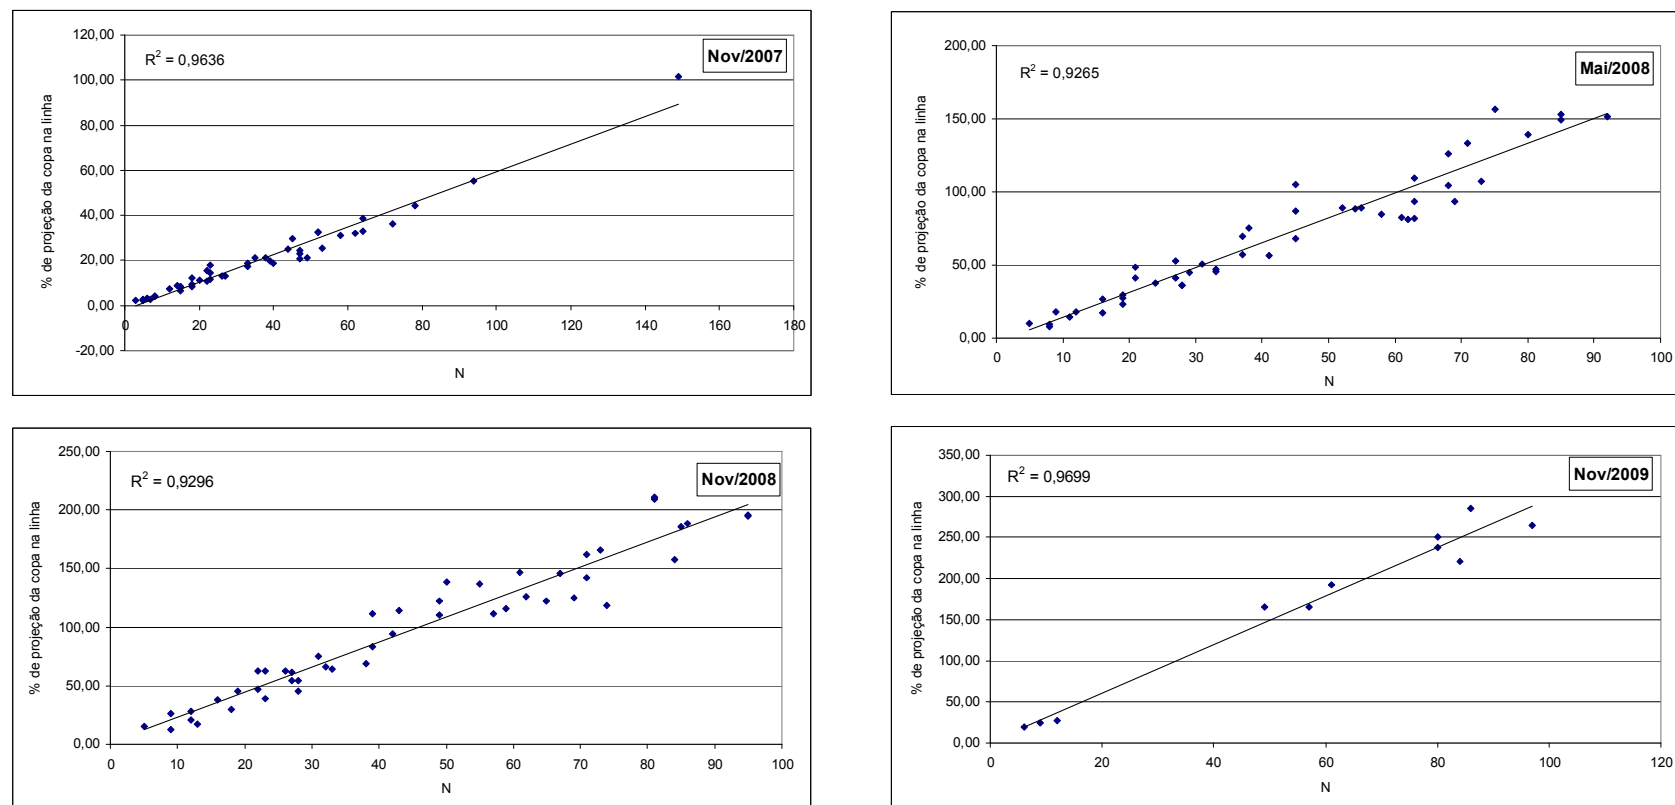 Nov/2007
R² = 0,9636
% de projeção da copa na linha
120,00
100,00
80,00
60,00
40,00
20,00
0,00
-20,00
0 20 40 60 80 100 120 140 160 180
N
Mai/2008
R² = 0,9265
% de projeção da copa na linha
200,00
150,00
100,00
50,00
0,00
0 10 20 30 40 50 60 70 80 90 100
N
Nov/2008
R² = 0,9296
% de projeção da copa na linha
250,00
200,00
150,00
100,00
50,00
0,00
0 10 20 30 40 50 60 70 80 90 100
N
Nov/2009
R² = 0,9699
% de projeção da copa na linha
350,00
300,00
250,00
200,00
150,00
100,00
50,00
0,00
0 20 40 60 80 100 120
N